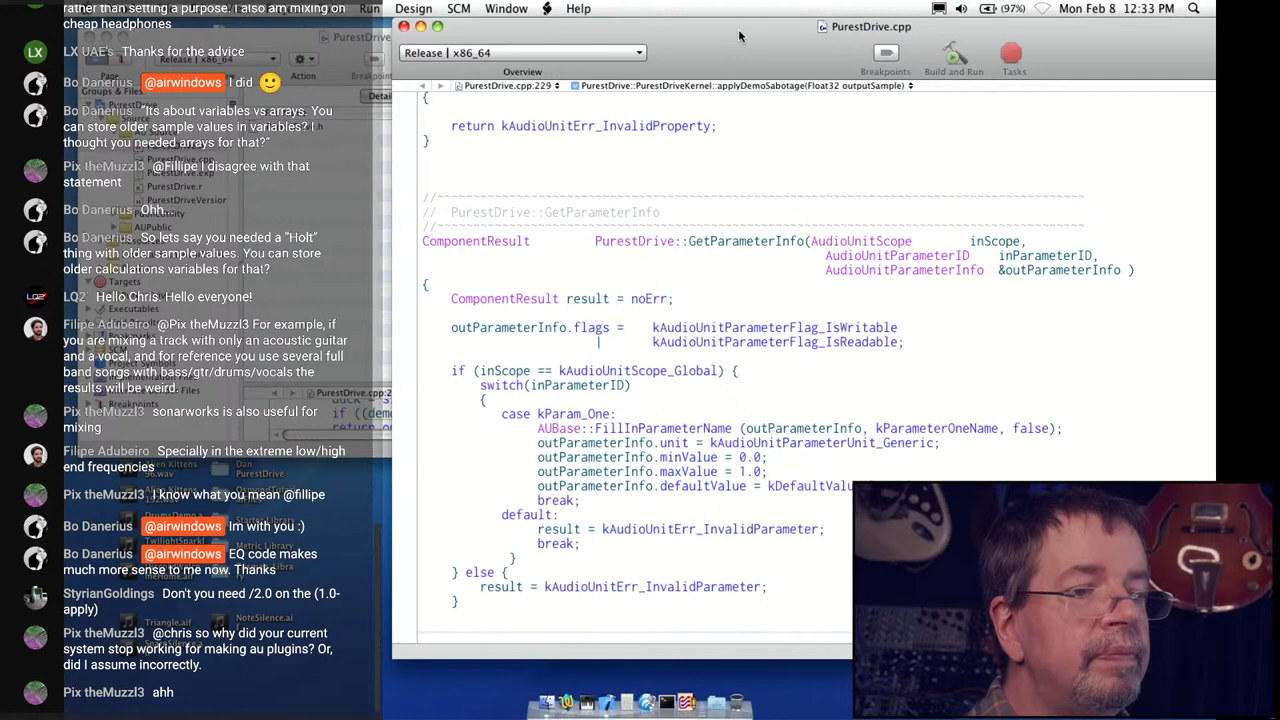 rather than setting a purpose. I also am mixing on
cheap headphones
LX UAE's Thanks for the advice
Bo Danerius @airwindows I did 🙂
Bo Danerius "Its about variables vs arrays. You
can store older sample values in variables? I
thought you needed arrays for that?"
Pix theMuzzl3 @Fillipe I disagree with that
statement
Bo Danerius Ohh...
Bo Danerius So lets say you needed a "Holt"
thing with older sample values. You can store
older calculations variables for that?
LQ2 Hello Chris. Hello everyone!
Filipe Adubeiro @Pix theMuzzl3 For example, if
you are mixing a track with only an acoustic guitar
and a vocal, and for reference you use several full
band songs with bass/gtr/drums/vocals the
results will be weird.
Pix theMuzzl3 sonarworks is also useful for
mixing
Filipe Adubeiro Specially in the extreme low/high
end frequencies
Pix theMuzzl3 I know what you mean @fillipe
Bo Danerius @airwindows Im with you :)
Bo Danerius @airwindows EQ code makes
much more sense to me now. Thanks
StyrianGoldings Don't you need /2.0 on the (1.0-
apply)
Pix theMuzzl3 @chris so why did your current
system stop working for making au plugins? Or,
did I assume incorrectly.
Pix theMuzzl3 ahh
Run Design SCM Window Help
(97%) Mon Feb 8 12:33 PM
PurestDrive.cpp
Release | x86_64
Overview Breakpoints Build and Run Tasks
PurestDrive.cpp:229 PurestDrive::PurestDriveKernel::applyDemoSabotage(Float32 outputSample)
{
return kAudioUnitErr_InvalidProperty;
}
//~~~~~~~~~~~~~~~~~~~~~~~~~~~~~~~~~~~~~~~~
// PurestDrive::GetParameterInfo
//~~~~~~~~~~~~~~~~~~~~~~~~~~~~~~~~~~~~~~~~
ComponentResult PurestDrive::GetParameterInfo(AudioUnitScope inScope,
AudioUnitParameterID inParameterID,
AudioUnitParameterInfo &outParameterInfo )
{
ComponentResult result = noErr;
outParameterInfo.flags = kAudioUnitParameterFlag_IsWritable
| kAudioUnitParameterFlag_IsReadable;
if (inScope == kAudioUnitScope_Global) {
switch(inParameterID)
{
case kParam_One:
AUBase::FillInParameterName (outParameterInfo, kParameterOneName, false);
outParameterInfo.unit = kAudioUnitParameterUnit_Generic;
outParameterInfo.minValue = 0.0;
outParameterInfo.maxValue = 1.0;
outParameterInfo.defaultValue = kDefaultValu
break;
default:
result = kAudioUnitErr_InvalidParameter;
break;
}
} else {
result = kAudioUnitErr_InvalidParameter;
}